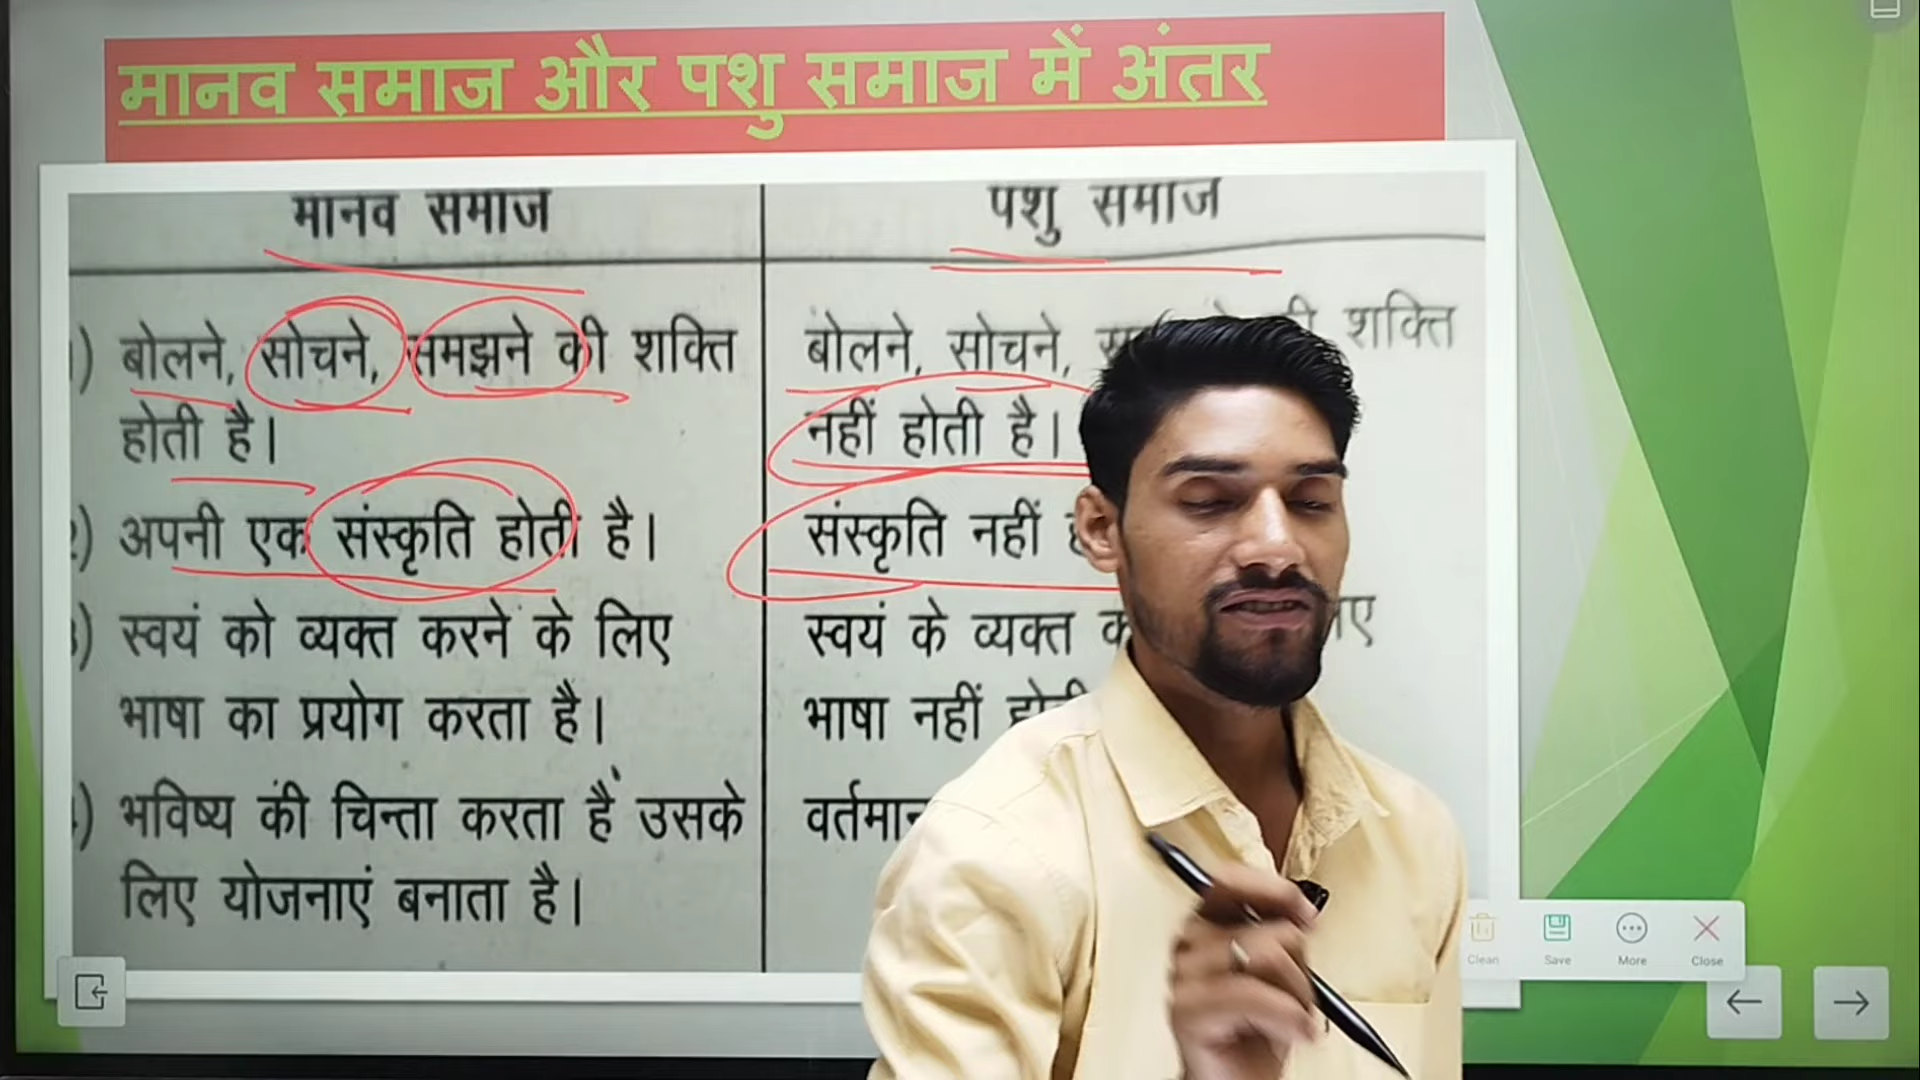 मानव समाज और पशु समाज में अंतर
मानव समाज
पशु समाज
बोलने, सोचने, समझने की शक्ति
होती है।
बोलने, सोचने, शक्ति
नहीं होती है।
अपनी एक संस्कृति होती है।
संस्कृति नहीं
स्वयं को व्यक्त करने के लिए
भाषा का प्रयोग करता है।
स्वयं के व्यक्त
भाषा नहीं
भविष्य की चिन्ता करता है उसके
लिए योजनाएं बनाता है।
वर्तमान
Clean Save More Close